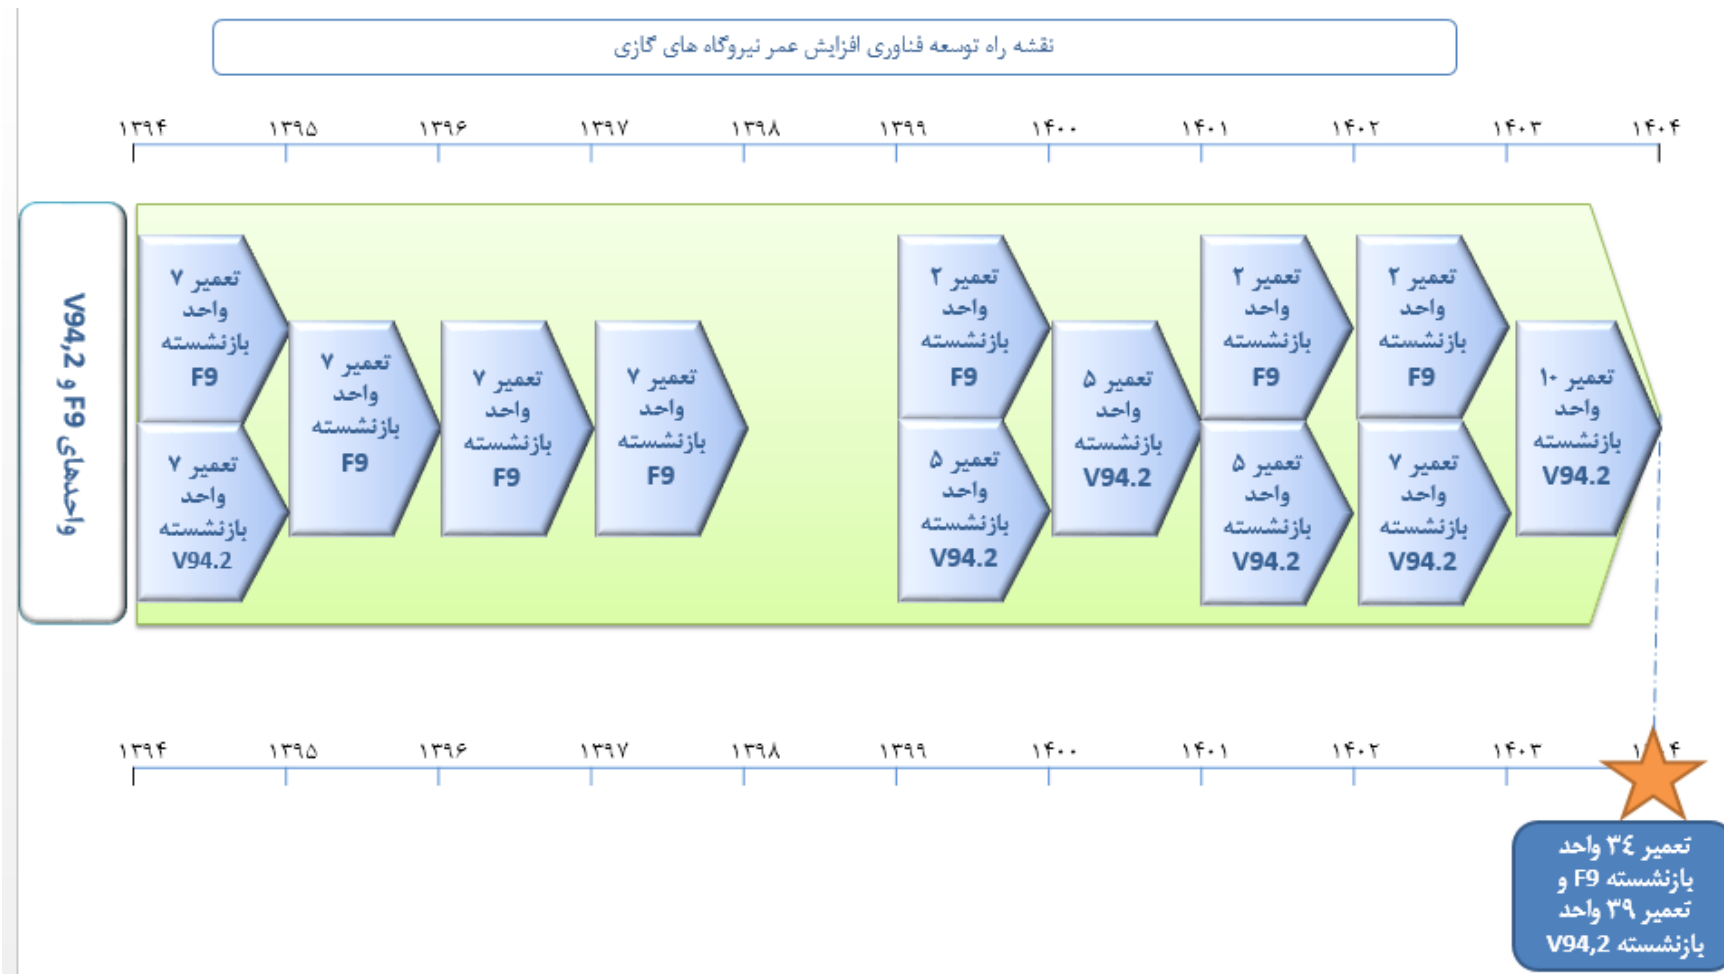 نقشه راه توسعه فناوری افزایش عمر نیروگاه های گازی
۱۳۹۴ ۱۳۹۵ ۱۳۹۶ ۱۳۹۷ ۱۳۹۸ ۱۳۹۹ ۱۴۰۰ ۱۴۰۱ ۱۴۰۲ ۱۴۰۳ ۱۴۰۴
واحدهای F9 و V94,2
تعمیر ۷
واحد
بازنشسته
F9
تعمیر ۷
واحد
بازنشسته
V94.2
تعمیر ۷
واحد
بازنشسته
F9
تعمیر ۷
واحد
بازنشسته
F9
تعمیر ۷
واحد
بازنشسته
F9
تعمیر ۲
واحد
بازنشسته
F9
تعمیر ۵
واحد
بازنشسته
V94.2
تعمیر ۵
واحد
بازنشسته
V94.2
تعمیر ۲
واحد
بازنشسته
F9
تعمیر ۵
واحد
بازنشسته
V94.2
تعمیر ۲
واحد
بازنشسته
F9
تعمیر ۷
واحد
بازنشسته
V94.2
تعمیر ۱۰
واحد
بازنشسته
V94.2
۱۳۹۴ ۱۳۹۵ ۱۳۹۶ ۱۳۹۷ ۱۳۹۸ ۱۳۹۹ ۱۴۰۰ ۱۴۰۱ ۱۴۰۲ ۱۴۰۳ ۱۴۰۴
تعمیر ٣٤ واحد
بازنشسته F9 و
تعمیر ٣٩ واحد
بازنشسته V94,2